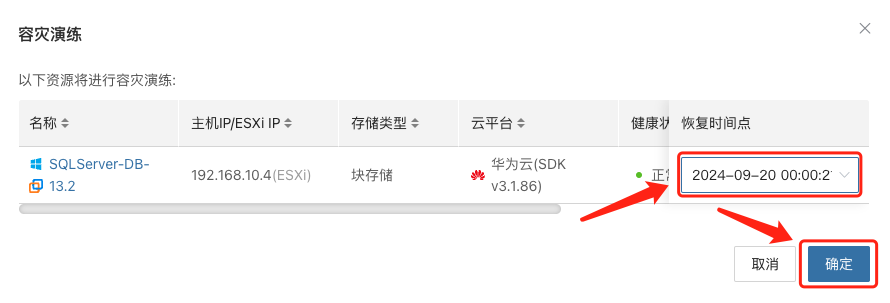 容灾演练
以下资源将进行容灾演练:
名称 主机IP/ESXi IP 存储类型 云平台 健康状 恢复时间点
SQLServer-DB-13.2 192.168.10.4(ESXi) 块存储 华为云(SDK v3.1.86) 正常 2024-09-20 00:00:2
取消 确定